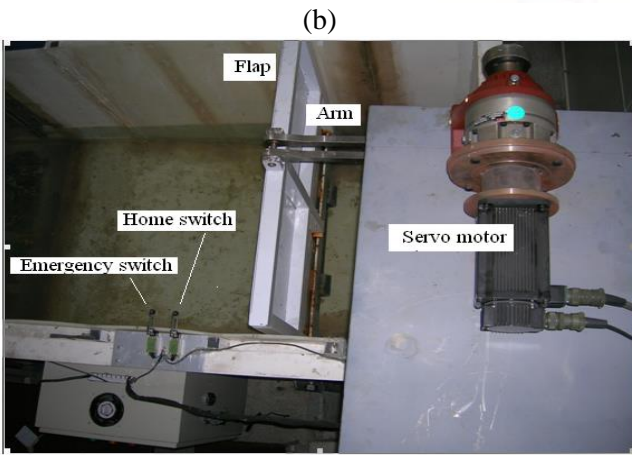 (b)
Flap
Arm
Home switch
Servo motor
Emergency switch